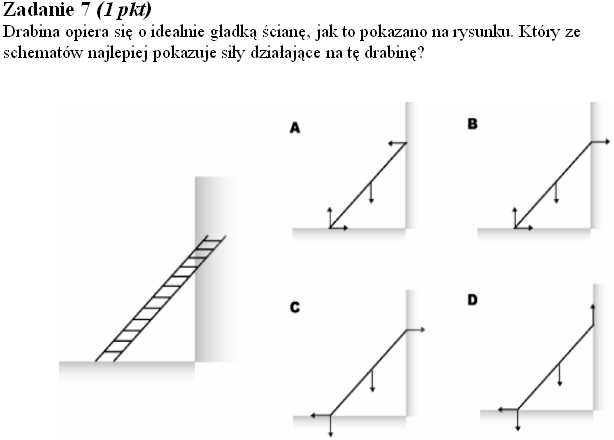 Zadanie 7 (1 pkt)
Drabina opiera się o idealnie gładką ścianę, jak to pokazano na rysunku. Który ze
schematów najlepiej pokazuje siły działające na tę drabinę?
A
B
C
D